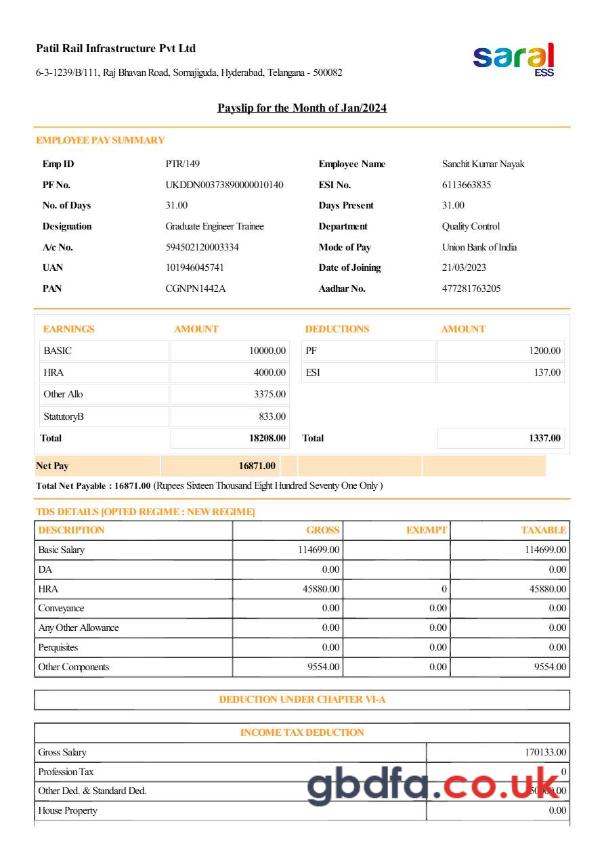 Patil Rail Infrastructure Pvt Ltd
saral
ESS
6-3-1239/B/111, Raj Bhavan Road, Somajiguda, Hyderabad, Telangana - 500082
Payslip for the Month of Jan/2024
EMPLOYEE PAY SUMMARY
Emp ID PTR/149 Employee Name Sanchit Kumar Nayak
PF No. UKDDN00373890000010140 ESI No. 6113663835
No. of Days 31.00 Days Present 31.00
Designation Graduate Engineer Trainee Department Quality Control
A/c No. 594502120003334 Mode of Pay Union Bank of India
UAN 101946045741 Date of Joining 21/03/2023
PAN CGNPN1442A Aadhar No. 477281763205
EARNINGS AMOUNT DEDUCTIONS AMOUNT
BASIC 10000.00 PF 1200.00
HRA 4000.00 ESI 137.00
Other Allo 3375.00
StatutoryB 833.00
Total 18208.00 Total 1337.00
Net Pay 16871.00
Total Net Payable : 16871.00 (Rupees Sixteen Thousand Eight Hundred Seventy One Only )
TDS DETAILS [OPTED REGIME : NEW REGIME]
DESCRIPTION GROSS EXEMPT TAXABLE
Basic Salary 114699.00 114699.00
DA 0.00 0.00
HRA 45880.00 0 45880.00
Conveyance 0.00 0.00 0.00
Any Other Allowance 0.00 0.00 0.00
Perquisites 0.00 0.00 0.00
Other Components 9554.00 0.00 9554.00
DEDUCTION UNDER CHAPTER VI-A
INCOME TAX DEDUCTION
Gross Salary 170133.00
Profession Tax 0
Other Ded. & Standard Ded.
House Property 0.00
gbdfa.co.uk